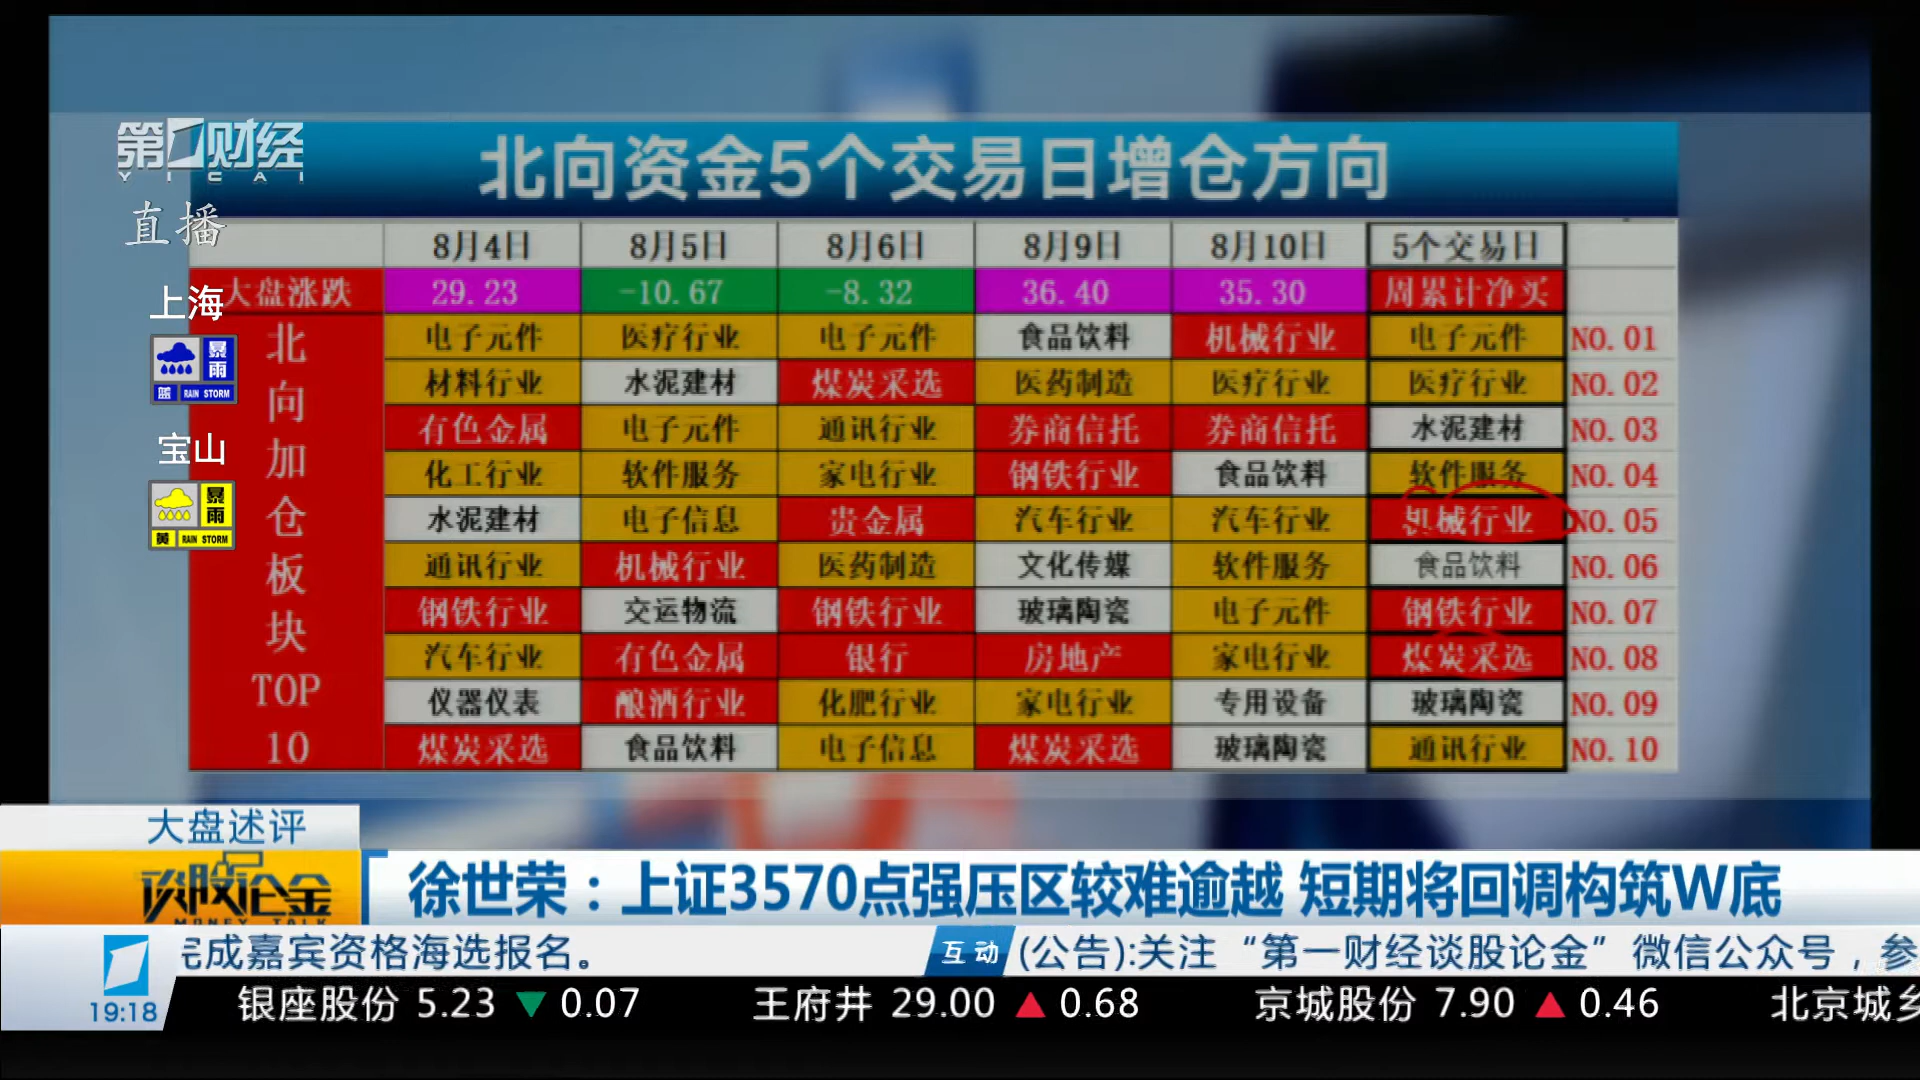 第1财经
YICAI
直播
北向资金5个交易日增仓方向
8月4日 8月5日 8月6日 8月9日 8月10日 5个交易日
大盘涨跌 29.23 -10.67 -8.32 36.40 35.30 周累计净买
北向加仓板块TOP10
电子元件 医疗行业 电子元件 食品饮料 机械行业 电子元件 NO.01
材料行业 水泥建材 煤炭采选 医药制造 医疗行业 医疗行业 NO.02
有色金属 电子元件 通讯行业 券商信托 券商信托 水泥建材 NO.03
化工行业 软件服务 家电行业 钢铁行业 食品饮料 软件服务 NO.04
水泥建材 电子信息 贵金属 汽车行业 汽车行业 机械行业 NO.05
通讯行业 机械行业 医药制造 文化传媒 软件服务 食品饮料 NO.06
钢铁行业 交运物流 钢铁行业 玻璃陶瓷 电子元件 钢铁行业 NO.07
汽车行业 有色金属 银行 房地产 家电行业 煤炭采选 NO.08
仪器仪表 酿酒行业 化肥行业 家电行业 专用设备 玻璃陶瓷 NO.09
煤炭采选 食品饮料 电子信息 煤炭采选 玻璃陶瓷 通讯行业 NO.10
上海
暴雨
蓝 RAIN STORM
宝山
暴雨
黄 RAIN STORM
大盘述评
谈股论金
MONEY TALK
徐世荣：上证3570点强压区较难逾越 短期将回调构筑W底
完成嘉宾资格海选报名。 互动 (公告):关注“第一财经谈股论金”微信公众号，参
19:18
银座股份 5.23 ▼ 0.07 王府井 29.00 ▲ 0.68 京城股份 7.90 ▲ 0.46 北京城乡